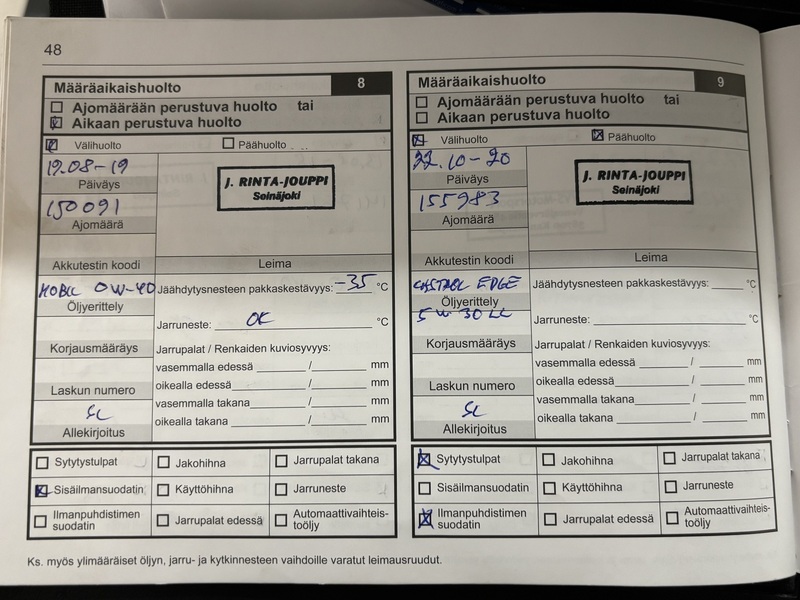 48
Määräaikaishuolto 8
Ajomäärään perustuva huolto tai
Aikaan perustuva huolto
Välihuolto Päähuolto
19.08-19
Päiväys
150091
Ajomäärä
J. RINTA-JOUPPI
Seinäjoki
Akkutestin koodi Leima
0W-40
Öljyerittely
Jäähdytysnesteen pakkaskestävyys: -35 °C
Jarruneste: OK °C
Korjausmääräys
Laskun numero
Allekirjoitus
Jarrupalat / Renkaiden kuviosyvyys:
vasemmalla edessä / mm
oikealla edessä / mm
vasemmalla takana / mm
oikealla takana / mm
Sytytystulpat Jakohihna Jarrupalat takana
Sisäilmansuodatin Käyttöhihna Jarruneste
Ilmanpuhdistimen suodatin Jarrupalat edessä Automaattivaihteis-
toöljy
Määräaikaishuolto 9
Ajomäärään perustuva huolto tai
Aikaan perustuva huolto
Välihuolto Päähuolto
22.10-20
Päiväys
155983
Ajomäärä
J. RINTA-JOUPPI
Seinäjoki
Akkutestin koodi Leima
EDGE
Öljyerittely
5W30 LL
Jäähdytysnesteen pakkaskestävyys: °C
Jarruneste: °C
Korjausmääräys
Laskun numero
Allekirjoitus
Jarrupalat / Renkaiden kuviosyvyys:
vasemmalla edessä / mm
oikealla edessä / mm
vasemmalla takana / mm
oikealla takana / mm
Sytytystulpat Jakohihna Jarrupalat takana
Sisäilmansuodatin Käyttöhihna Jarruneste
Ilmanpuhdistimen suodatin Jarrupalat edessä Automaattivaihteis-
toöljy
Ks. myös ylimääräiset öljyn, jarru- ja kytkinnesteen vaihdoille varatut leimausruudut.